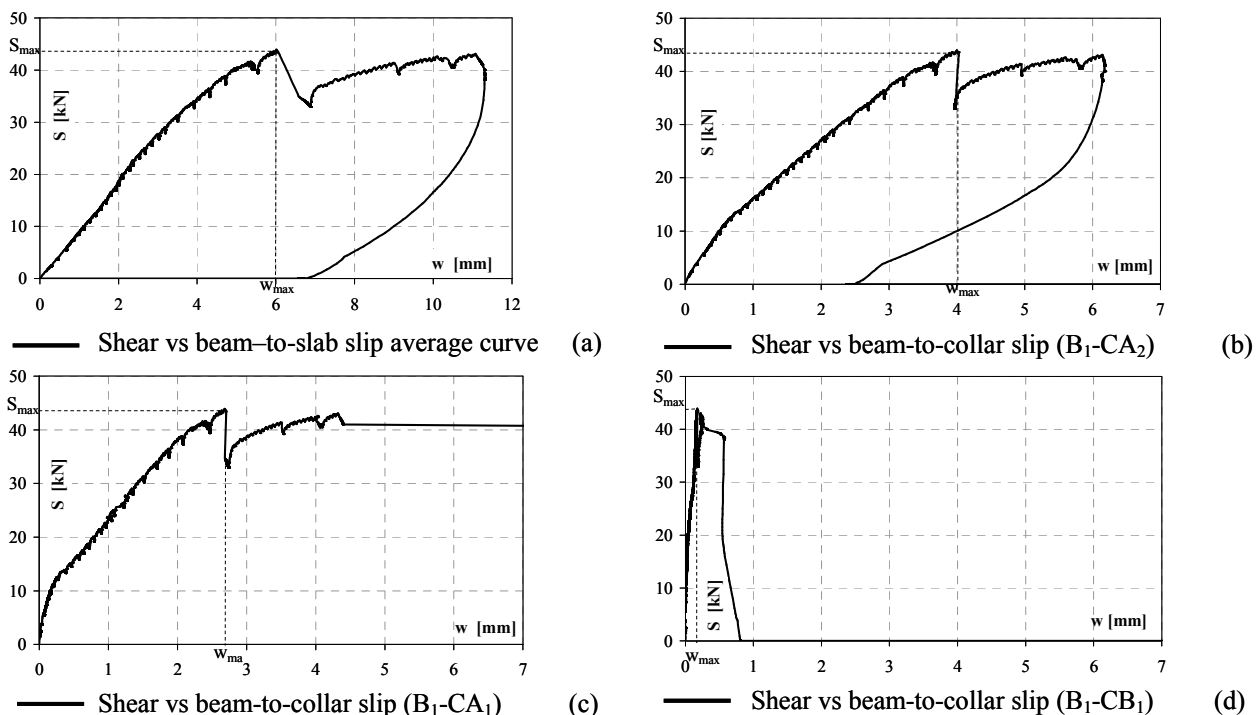 50
S_max
40
30
20
10
0
S [kN]
w [mm]
0 2 4 6 8 10 12
w_max
Shear vs beam–to-slab slip average curve (a)
50
S_max
40
30
20
10
0
S [kN]
w [mm]
0 1 2 3 4 5 6 7
w_max
Shear vs beam-to-collar slip (B₁-CA₂) (b)
50
S_max
40
30
20
10
0
S [kN]
w [mm]
0 1 2 3 4 5 6 7
w_ma
Shear vs beam-to-collar slip (B₁-CA₁) (c)
50
S_max
40
30
20
10
0
S [kN]
w [mm]
0 1 2 3 4 5 6 7
w_max
Shear vs beam-to-collar slip (B₁-CB₁) (d)